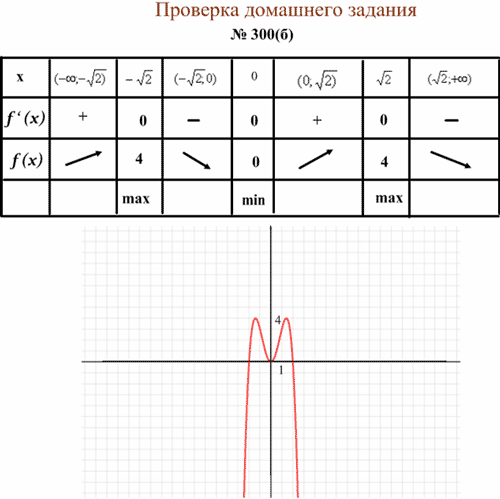 Проверка домашнего задания
№ 300(б)
x (-∞;-√2) -√2 (-√2;0) 0 (0;√2) √2 (√2;+∞)
f‘(x) + 0 − 0 + 0 −
f(x) ↗ 4 ↘ 0 ↗ 4 ↘
max min max
4
1